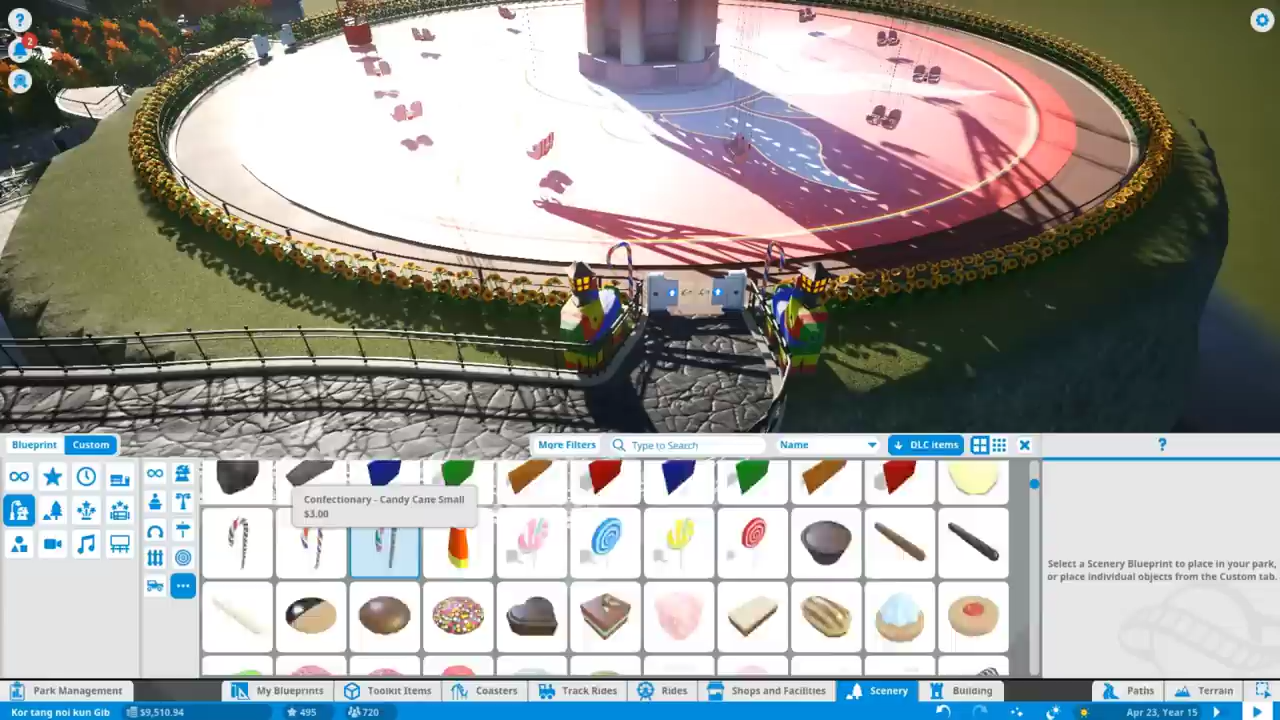 ?
2
Blueprint
Custom
More Filters
Type to Search
Name
DLC items
?
Confectionary - Candy Cane Small
$3.00
Select a Scenery Blueprint to place in your park,
or place individual objects from the Custom tab.
Park Management
My Blueprints
Toolkit Items
Coasters
Track Rides
Rides
Shops and Facilities
Scenery
Building
Paths
Terrain
Kor tang noi kun Gib
$9,510.94
495
720
Apr 23, Year 15